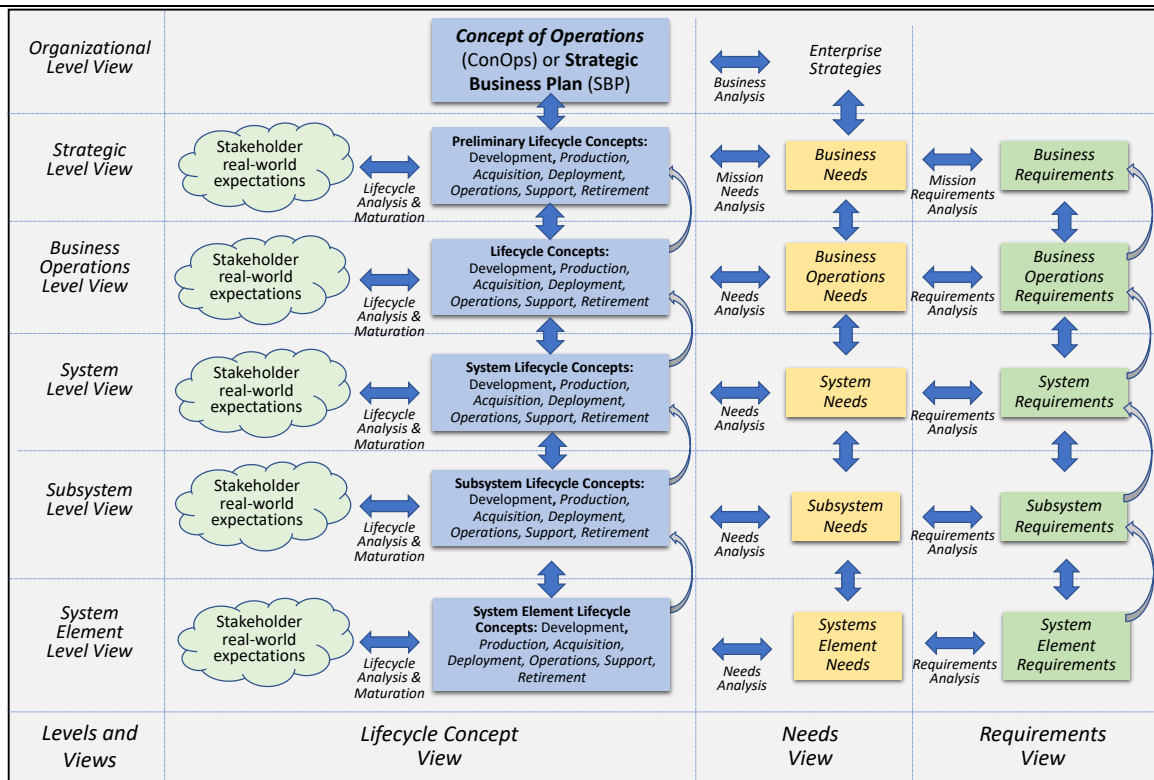 Organizational
Level View
Concept of Operations
(ConOps) or Strategic
Business Plan (SBP)
Business
Analysis
Enterprise
Strategies
Strategic
Level View
Stakeholder
real-world
expectations
Lifecycle
Analysis &
Maturation
Preliminary Lifecycle Concepts:
Development, Production,
Acquisition, Deployment,
Operations, Support, Retirement
Mission
Needs
Analysis
Business
Needs
Mission
Requirements
Analysis
Business
Requirements
Business
Operations
Level View
Stakeholder
real-world
expectations
Lifecycle
Analysis &
Maturation
Lifecycle Concepts:
Development, Production,
Acquisition, Deployment,
Operations, Support, Retirement
Needs
Analysis
Business
Operations
Needs
Requirements
Analysis
Business
Operations
Requirements
System
Level View
Stakeholder
real-world
expectations
Lifecycle
Analysis &
Maturation
System Lifecycle Concepts:
Development, Production,
Acquisition, Deployment,
Operations, Support, Retirement
Needs
Analysis
System
Needs
Requirements
Analysis
System
Requirements
Subsystem
Level View
Stakeholder
real-world
expectations
Lifecycle
Analysis &
Maturation
Subsystem Lifecycle Concepts:
Development, Production,
Acquisition, Deployment,
Operations, Support, Retirement
Needs
Analysis
Subsystem
Needs
Requirements
Analysis
Subsystem
Requirements
System
Element
Level View
Stakeholder
real-world
expectations
Lifecycle
Analysis &
Maturation
System Element Lifecycle
Concepts: Development,
Production, Acquisition,
Deployment, Operations, Support,
Retirement
Needs
Analysis
Systems
Element
Needs
Requirements
Analysis
System
Element
Requirements
Levels and
Views
Lifecycle Concept
View
Needs
View
Requirements
View